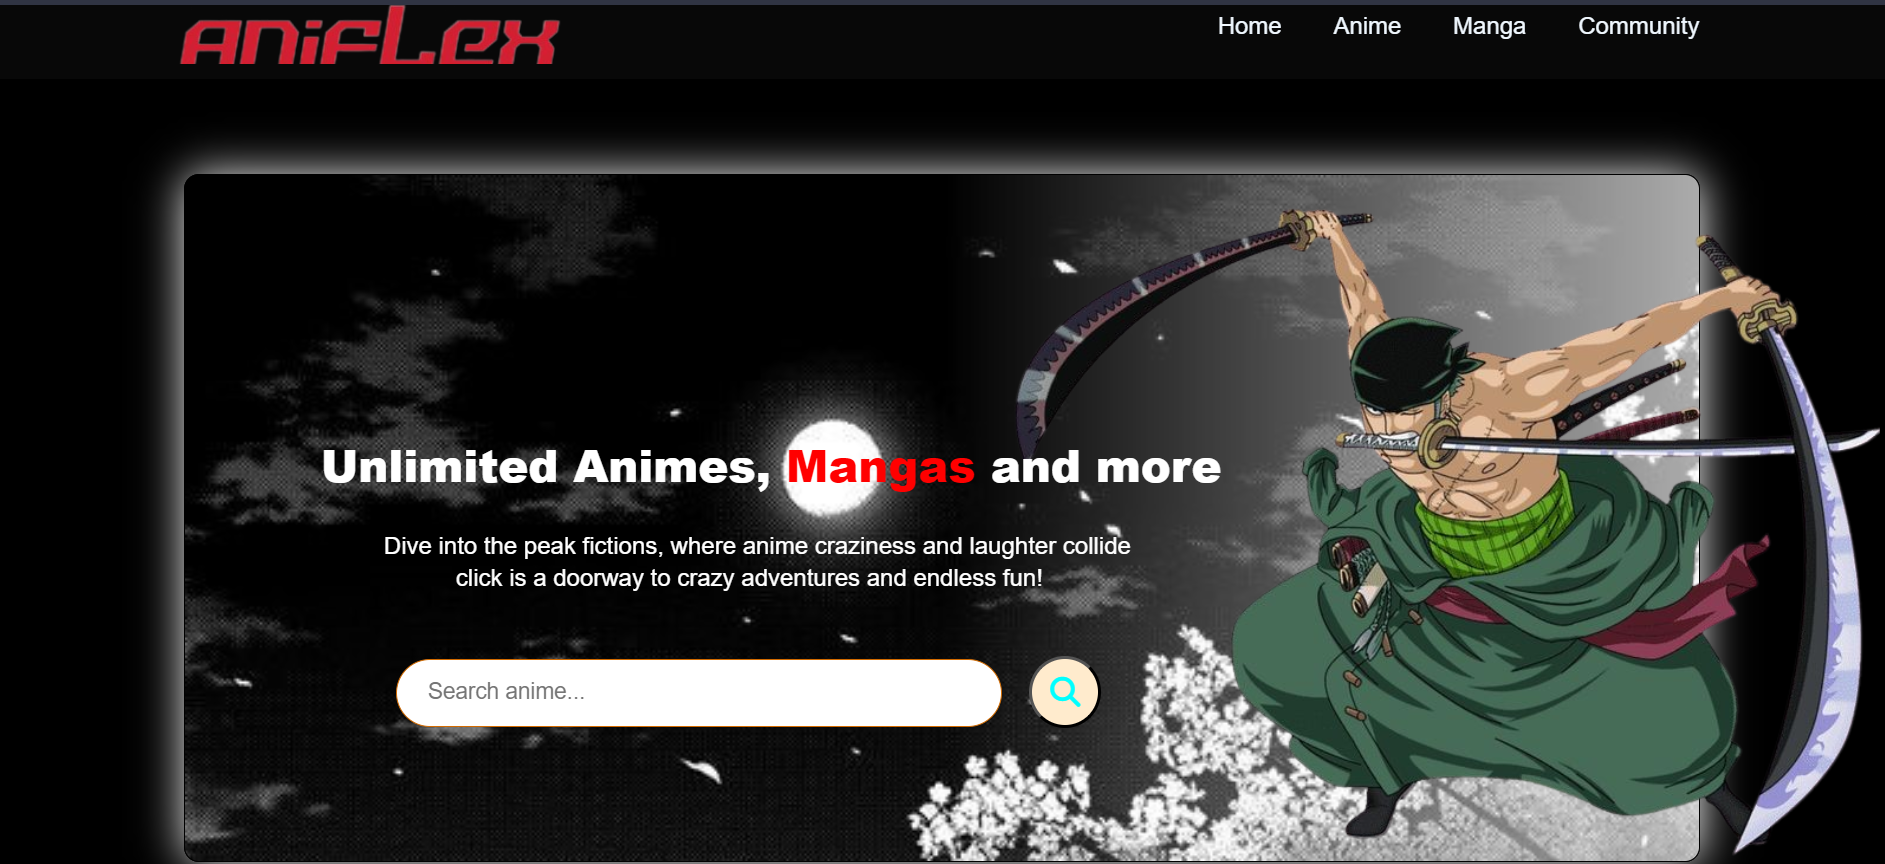 ANIFLEX
Home Anime Manga Community
Unlimited Animes, Mangas and more
Dive into the peak fictions, where anime craziness and laughter collide
click is a doorway to crazy adventures and endless fun!
Search anime...